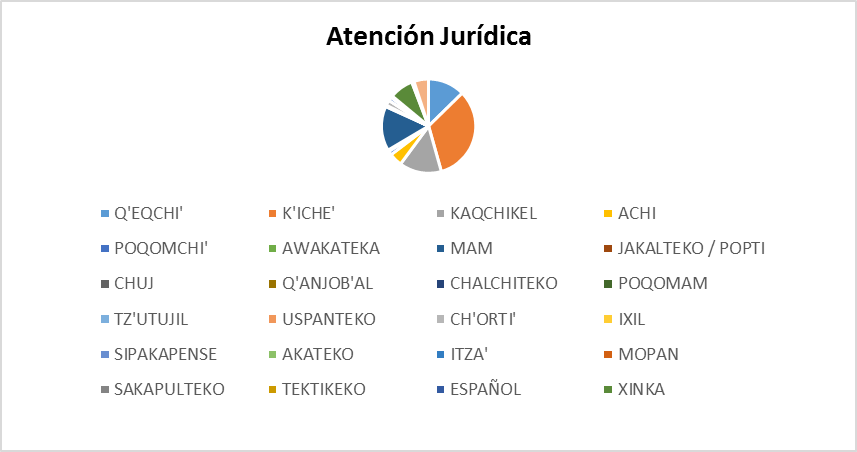 Atención Jurídica
Q'EQCHI' K'ICHE' KAQCHIKEL ACHI
POQOMCHI' AWAKATEKA MAM JAKALTEKO / POPTI
CHUJ Q'ANJOB'AL CHALCHITEKO POQOMAM
TZ'UTUJIL USPANTEKO CH'ORTI' IXIL
SIPAKAPENSE AKATEKO ITZA' MOPAN
SAKAPULTEKO TEKTIKEKO ESPAÑOL XINKA